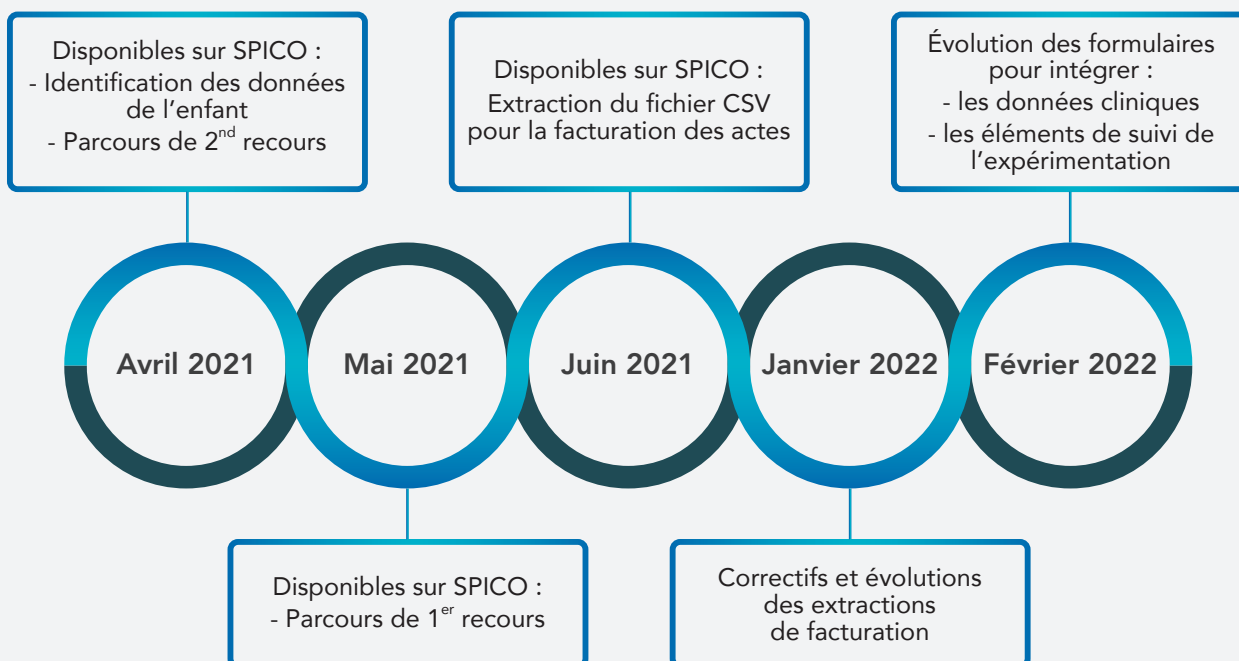 Disponibles sur SPICO :
- Identification des données
de l'enfant
- Parcours de 2nd recours
Disponibles sur SPICO :
Extraction du fichier CSV
pour la facturation des actes
Évolution des formulaires
pour intégrer :
- les données cliniques
- les éléments de suivi de
l'expérimentation
Avril 2021
Mai 2021
Juin 2021
Janvier 2022
Février 2022
Disponibles sur SPICO :
- Parcours de 1er recours
Correctifs et évolutions
des extractions
de facturation